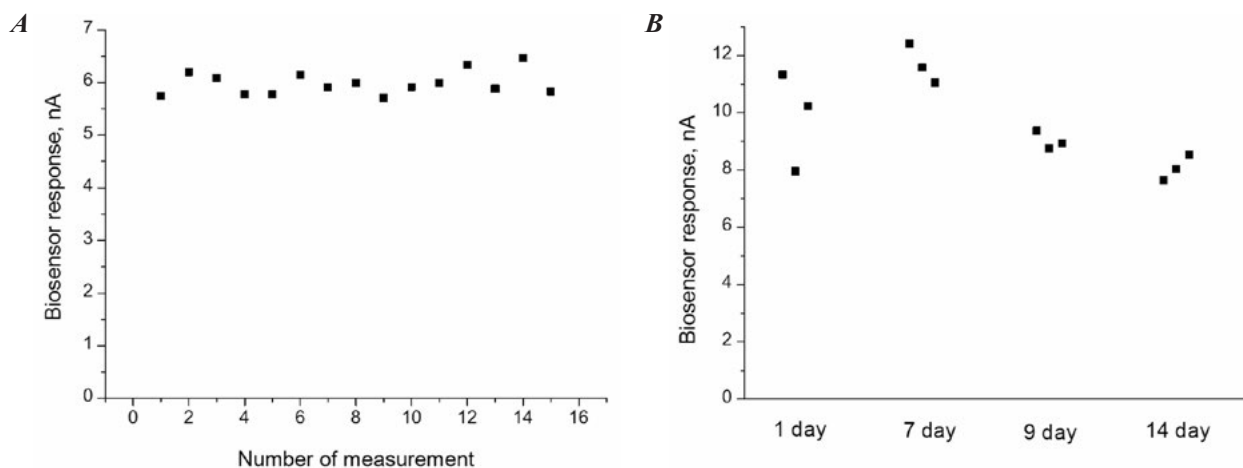 A
Biosensor response, nA
7
6
5
4
3
2
1
0
0 2 4 6 8 10 12 14 16
Number of measurement
B
Biosensor response, nA
12
10
8
6
4
2
0
1 day 7 day 9 day 14 day